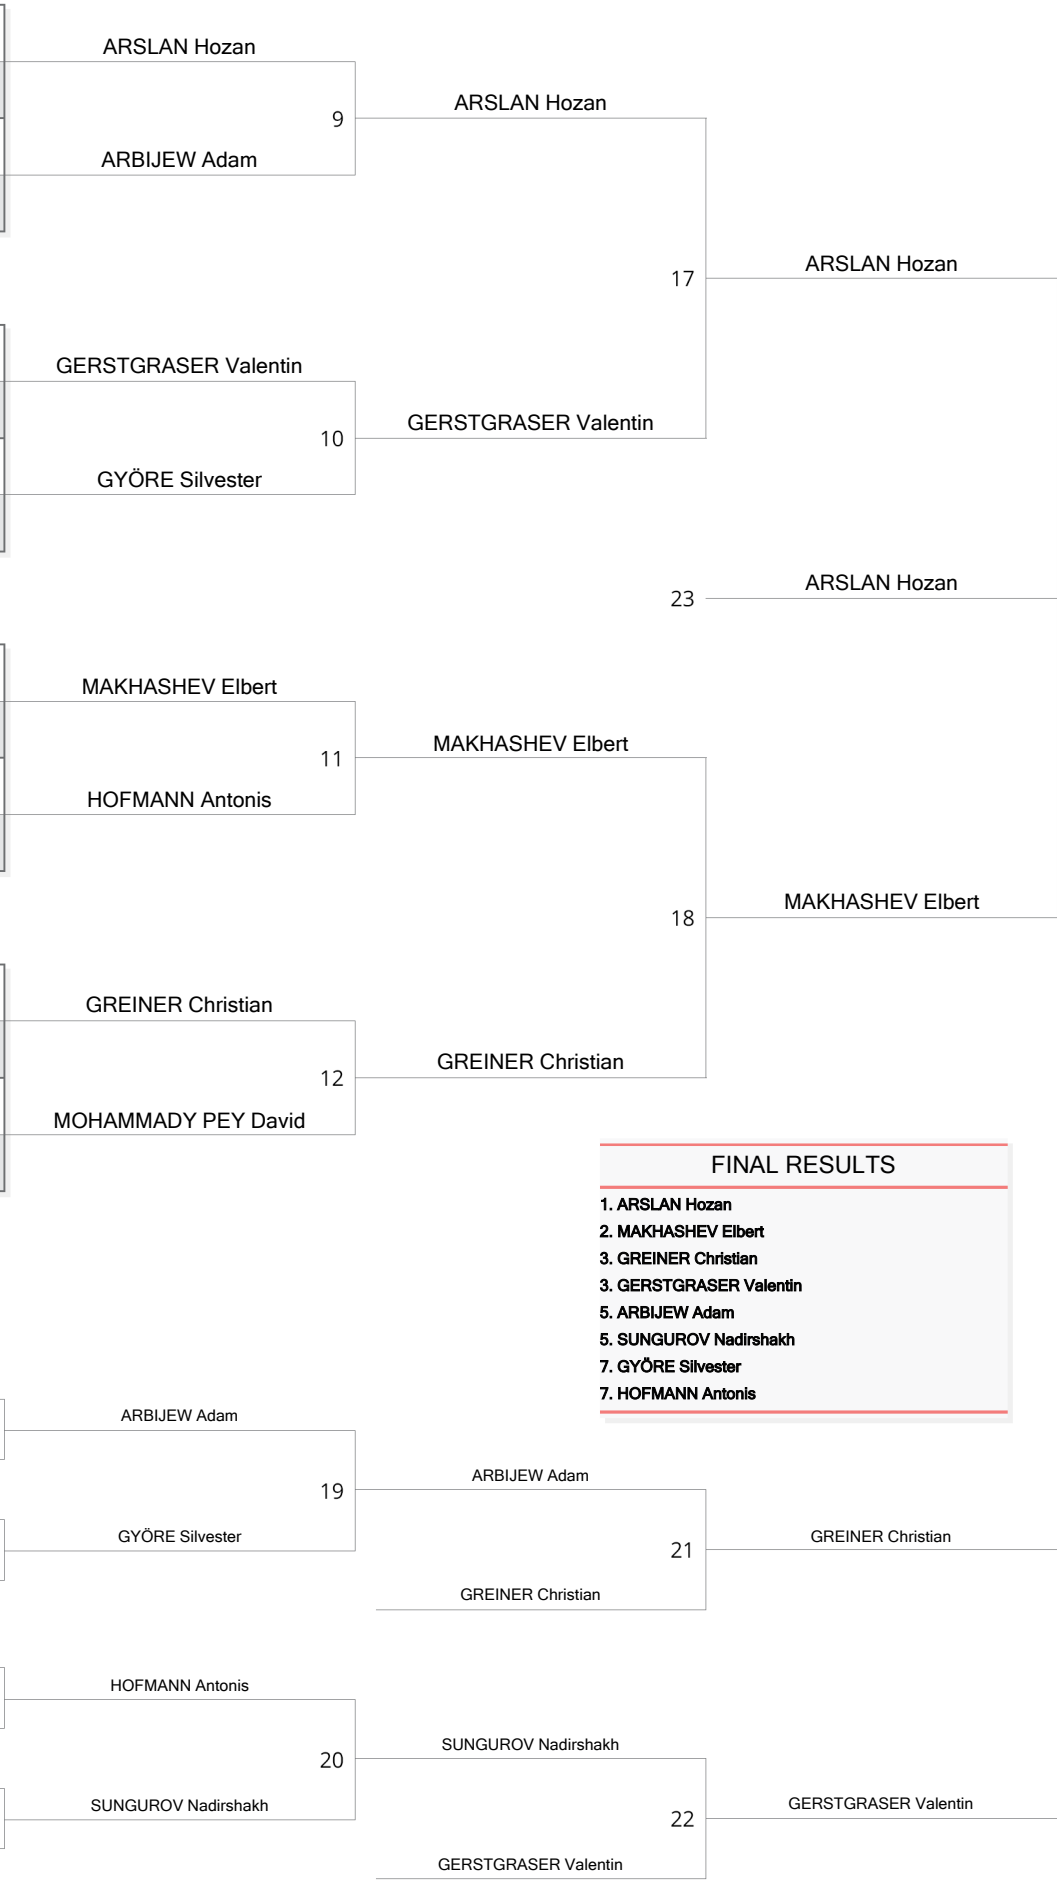 ARSLAN Hozan
ARSLAN Hozan
9
ARBIJEW Adam
ARSLAN Hozan
17
GERSTGRASER Valentin
GERSTGRASER Valentin
10
GYÖRE Silvester
ARSLAN Hozan
23
MAKHASHEV Elbert
MAKHASHEV Elbert
11
HOFMANN Antonis
MAKHASHEV Elbert
18
GREINER Christian
GREINER Christian
12
MOHAMMADY PEY David
FINAL RESULTS
1. ARSLAN Hozan
2. MAKHASHEV Elbert
3. GREINER Christian
3. GERSTGRASER Valentin
5. ARBIJEW Adam
5. SUNGUROV Nadirshakh
7. GYÖRE Silvester
7. HOFMANN Antonis
ARBIJEW Adam
ARBIJEW Adam
19
GYÖRE Silvester
GREINER Christian
21
GREINER Christian
HOFMANN Antonis
SUNGUROV Nadirshakh
20
SUNGUROV Nadirshakh
GERSTGRASER Valentin
22
GERSTGRASER Valentin